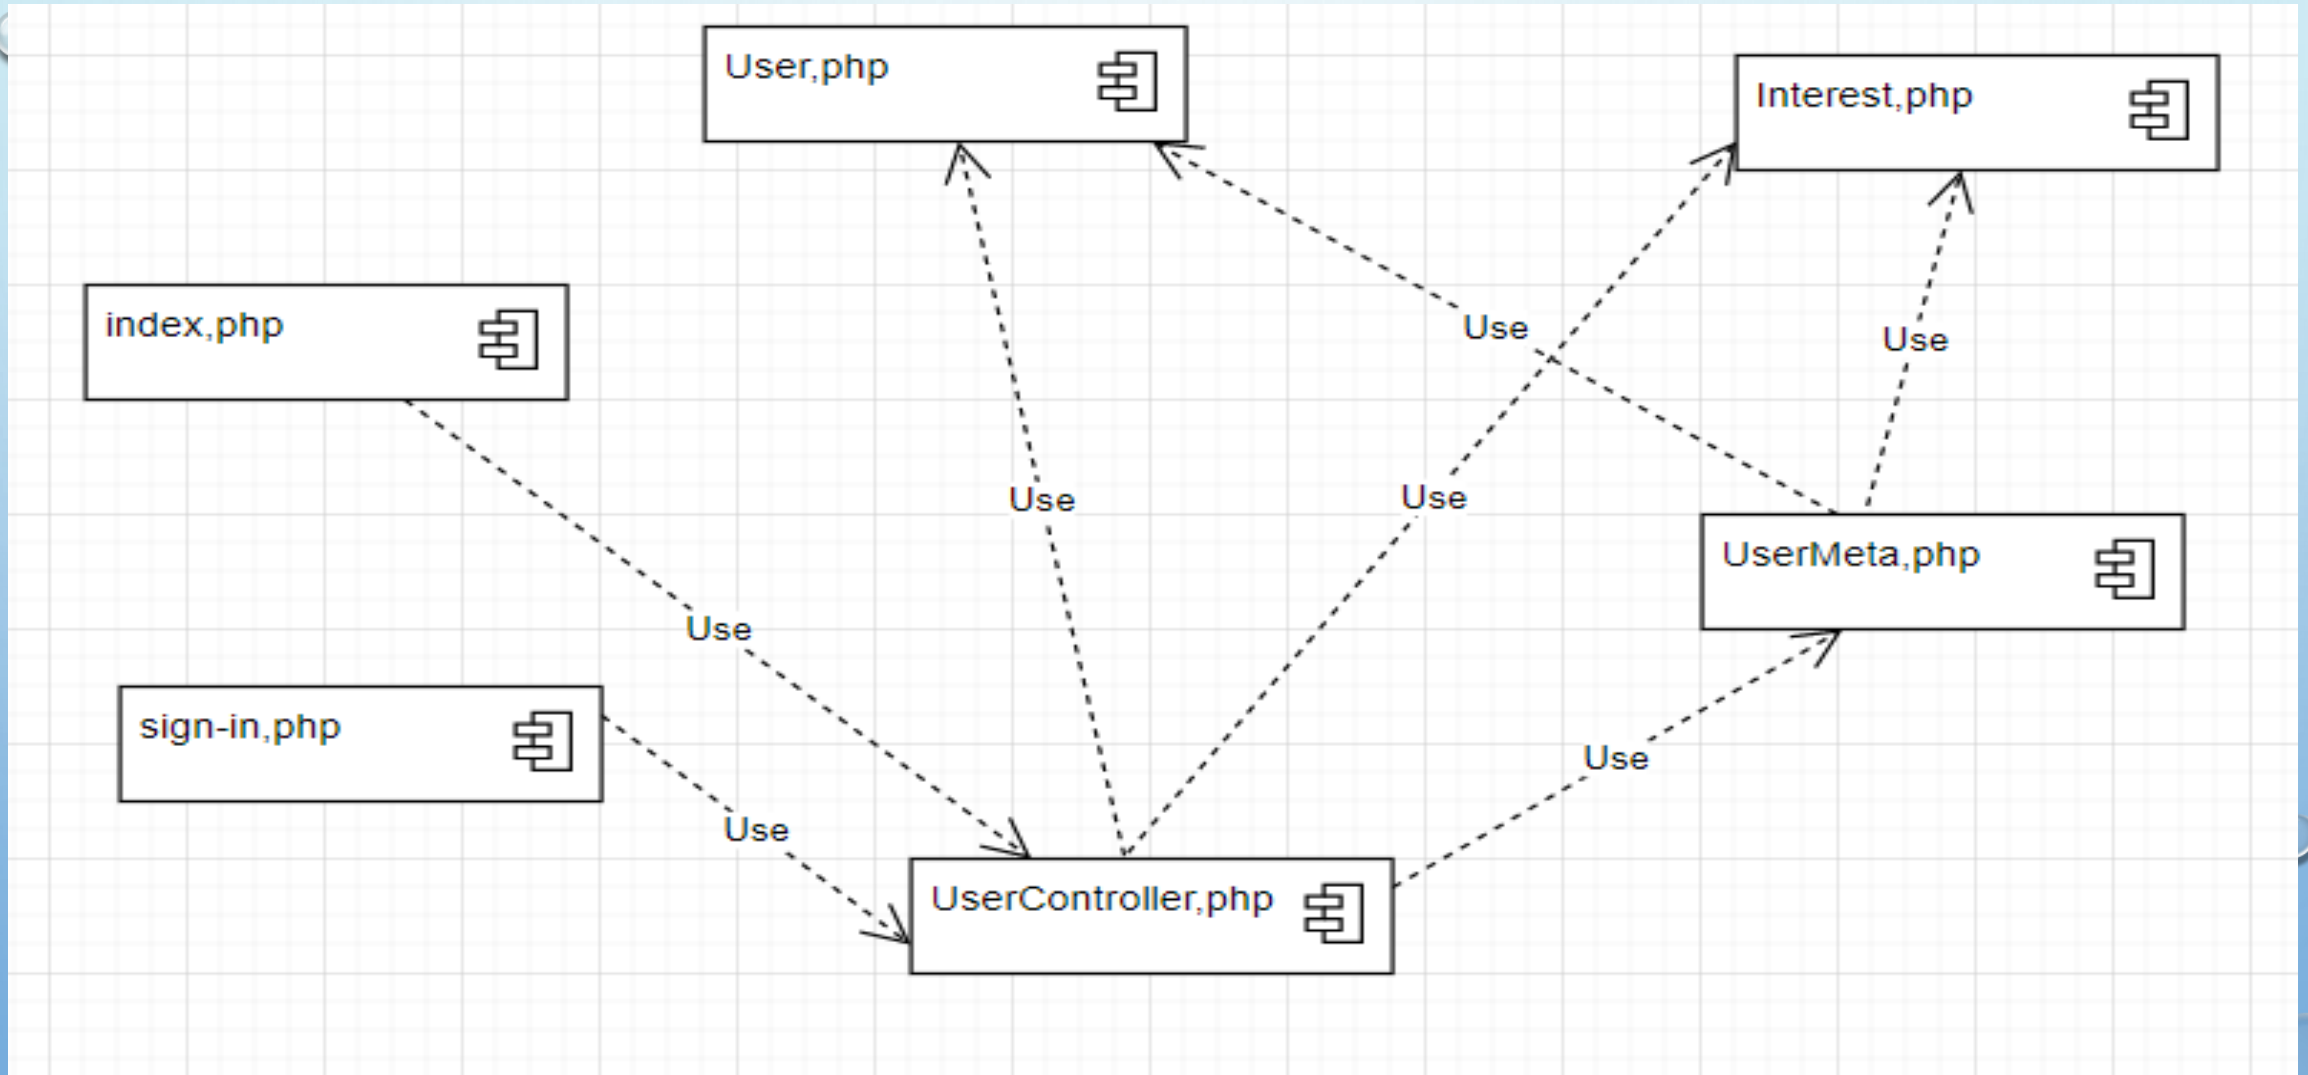 User,php
Interest,php
index,php
Use
Use
Use
Use
UserMeta,php
Use
sign-in,php
Use
Use
UserController,php